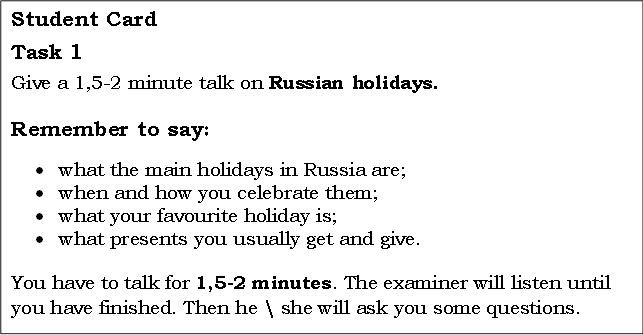 Student Card
Task 1
Give a 1,5-2 minute talk on Russian holidays.
Remember to say:
• what the main holidays in Russia are;
• when and how you celebrate them;
• what your favourite holiday is;
• what presents you usually get and give.
You have to talk for 1,5-2 minutes. The examiner will listen until
you have finished. Then he \ she will ask you some questions.